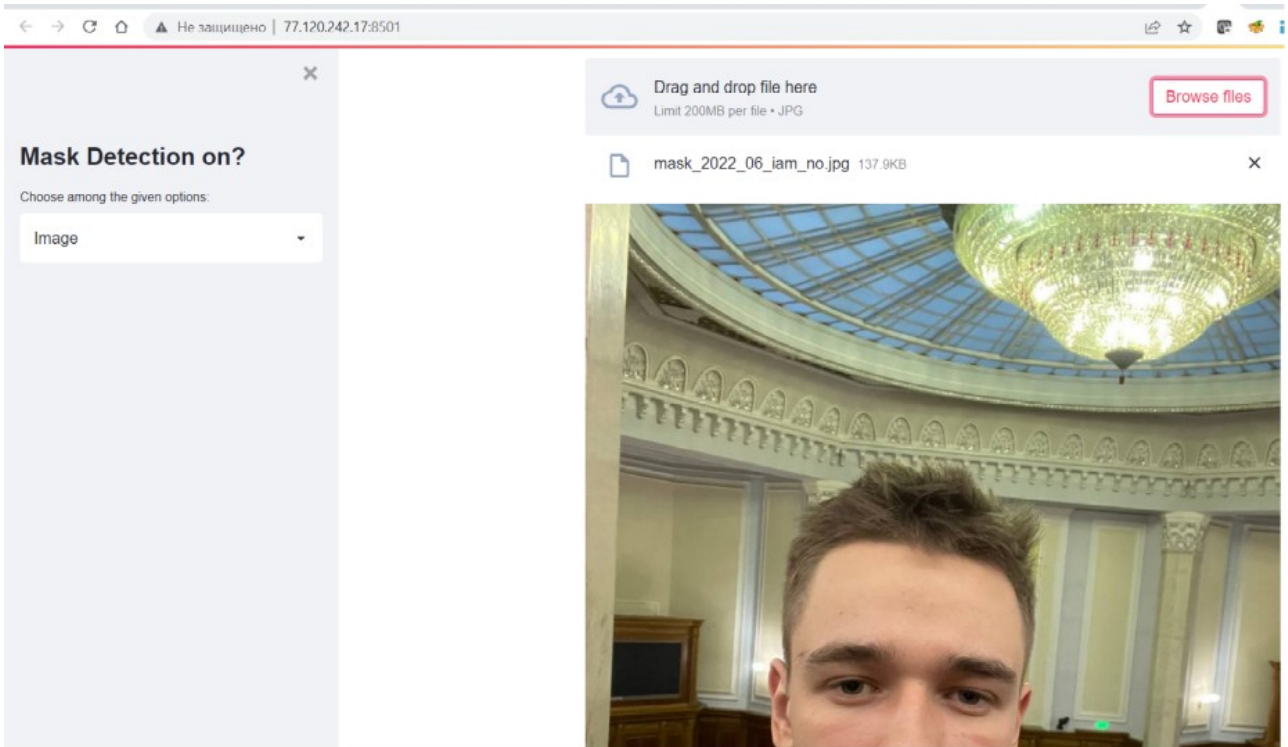 Не защищено | 77.120.242.17:8501
Mask Detection on?
Choose among the given options:
Image
Drag and drop file here
Limit 200MB per file • JPG
Browse files
mask_2022_06_iam_no.jpg 137.9KB